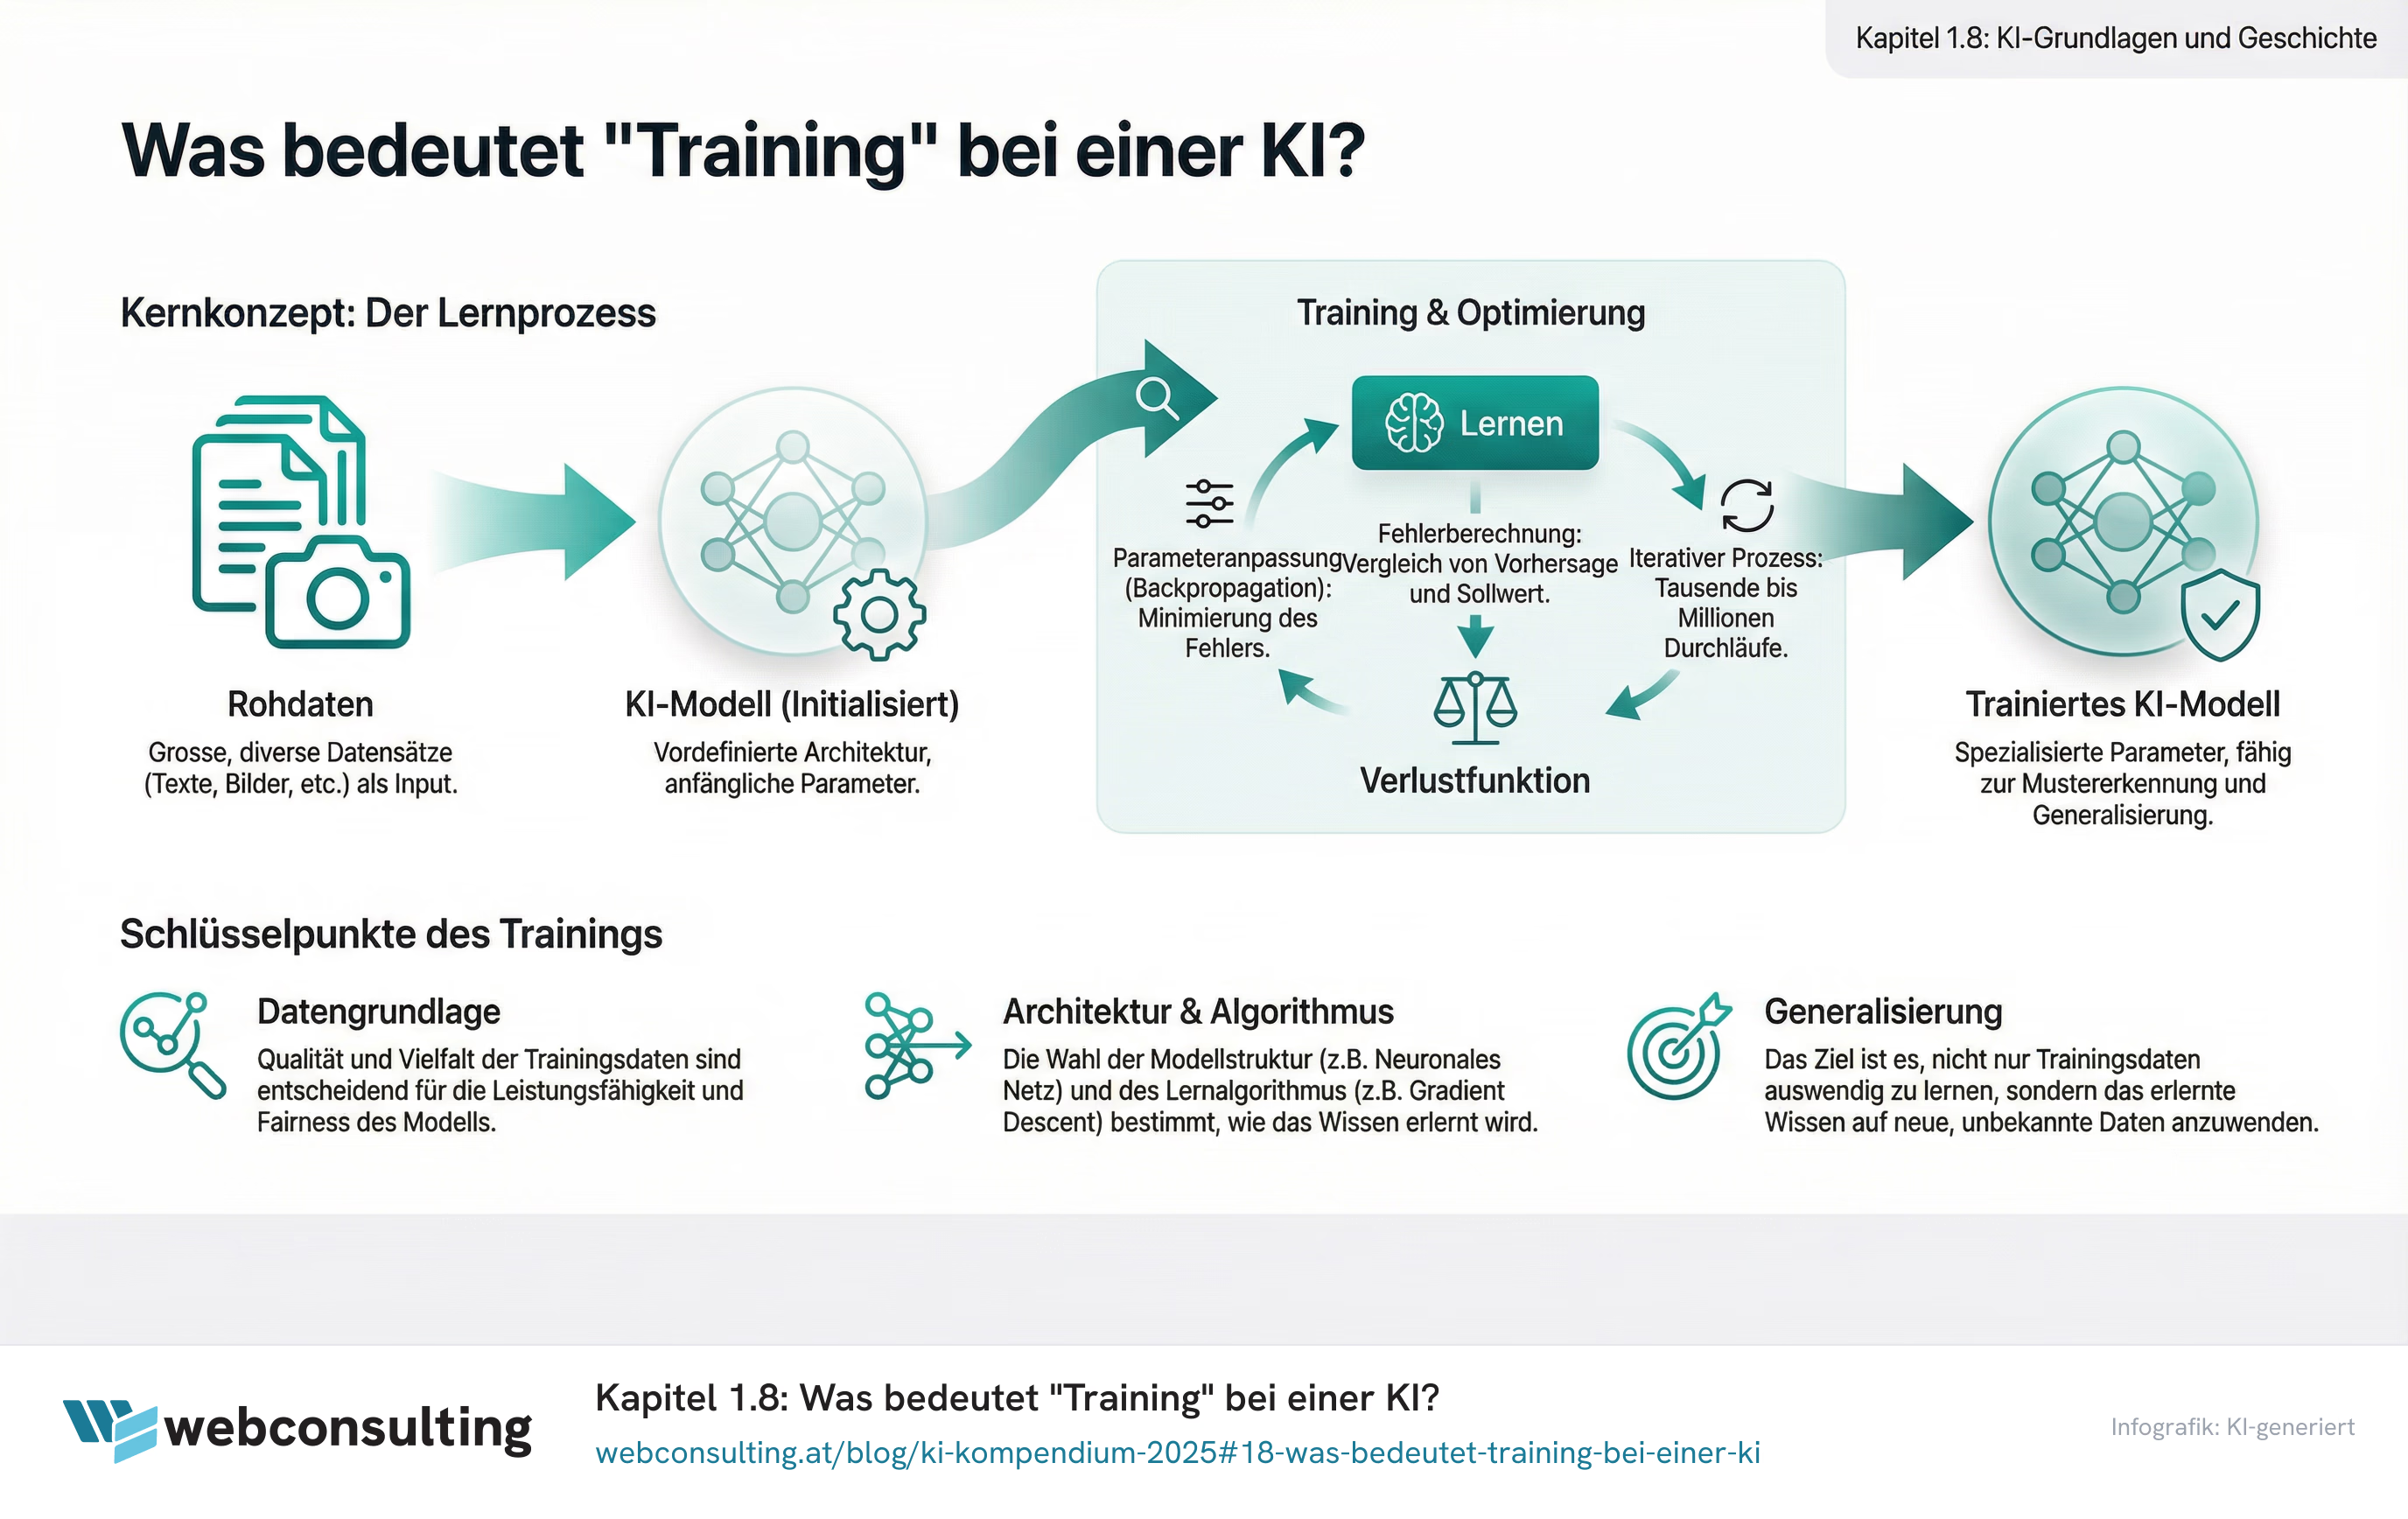 Kapitel 1.8: KI-Grundlagen und Geschichte
Was bedeutet "Training" bei einer KI?
Kernkonzept: Der Lernprozess
Rohdaten
Grosse, diverse Datensätze
(Texte, Bilder, etc.) als Input.
KI-Modell (Initialisiert)
Vordefinierte Architektur,
anfängliche Parameter.
Training & Optimierung
Lernen
Parameteranpassung
(Backpropagation):
Minimierung des
Fehlers.
Fehlerberechnung:
Vergleich von Vorhersage
und Sollwert.
Iterativer Prozess:
Tausende bis
Millionen
Durchläufe.
Verlustfunktion
Trainiertes KI-Modell
Spezialisierte Parameter, fähig
zur Mustererkennung und
Generalisierung.
Schlüsselpunkte des Trainings
Datengrundlage
Qualität und Vielfalt der Trainingsdaten sind
entscheidend für die Leistungsfähigkeit und
Fairness des Modells.
Architektur & Algorithmus
Die Wahl der Modellstruktur (z.B. Neuronales
Netz) und des Lernalgorithmus (z.B. Gradient
Descent) bestimmt, wie das Wissen erlernt wird.
Generalisierung
Das Ziel ist es, nicht nur Trainingsdaten
auswendig zu lernen, sondern das erlernte
Wissen auf neue, unbekannte Daten anzuwenden.
webconsulting
Kapitel 1.8: Was bedeutet "Training" bei einer KI?
webconsulting.at/blog/ki-kompendium-2025#18-was-bedeutet-training-bei-einer-ki
Infografik: KI-generiert